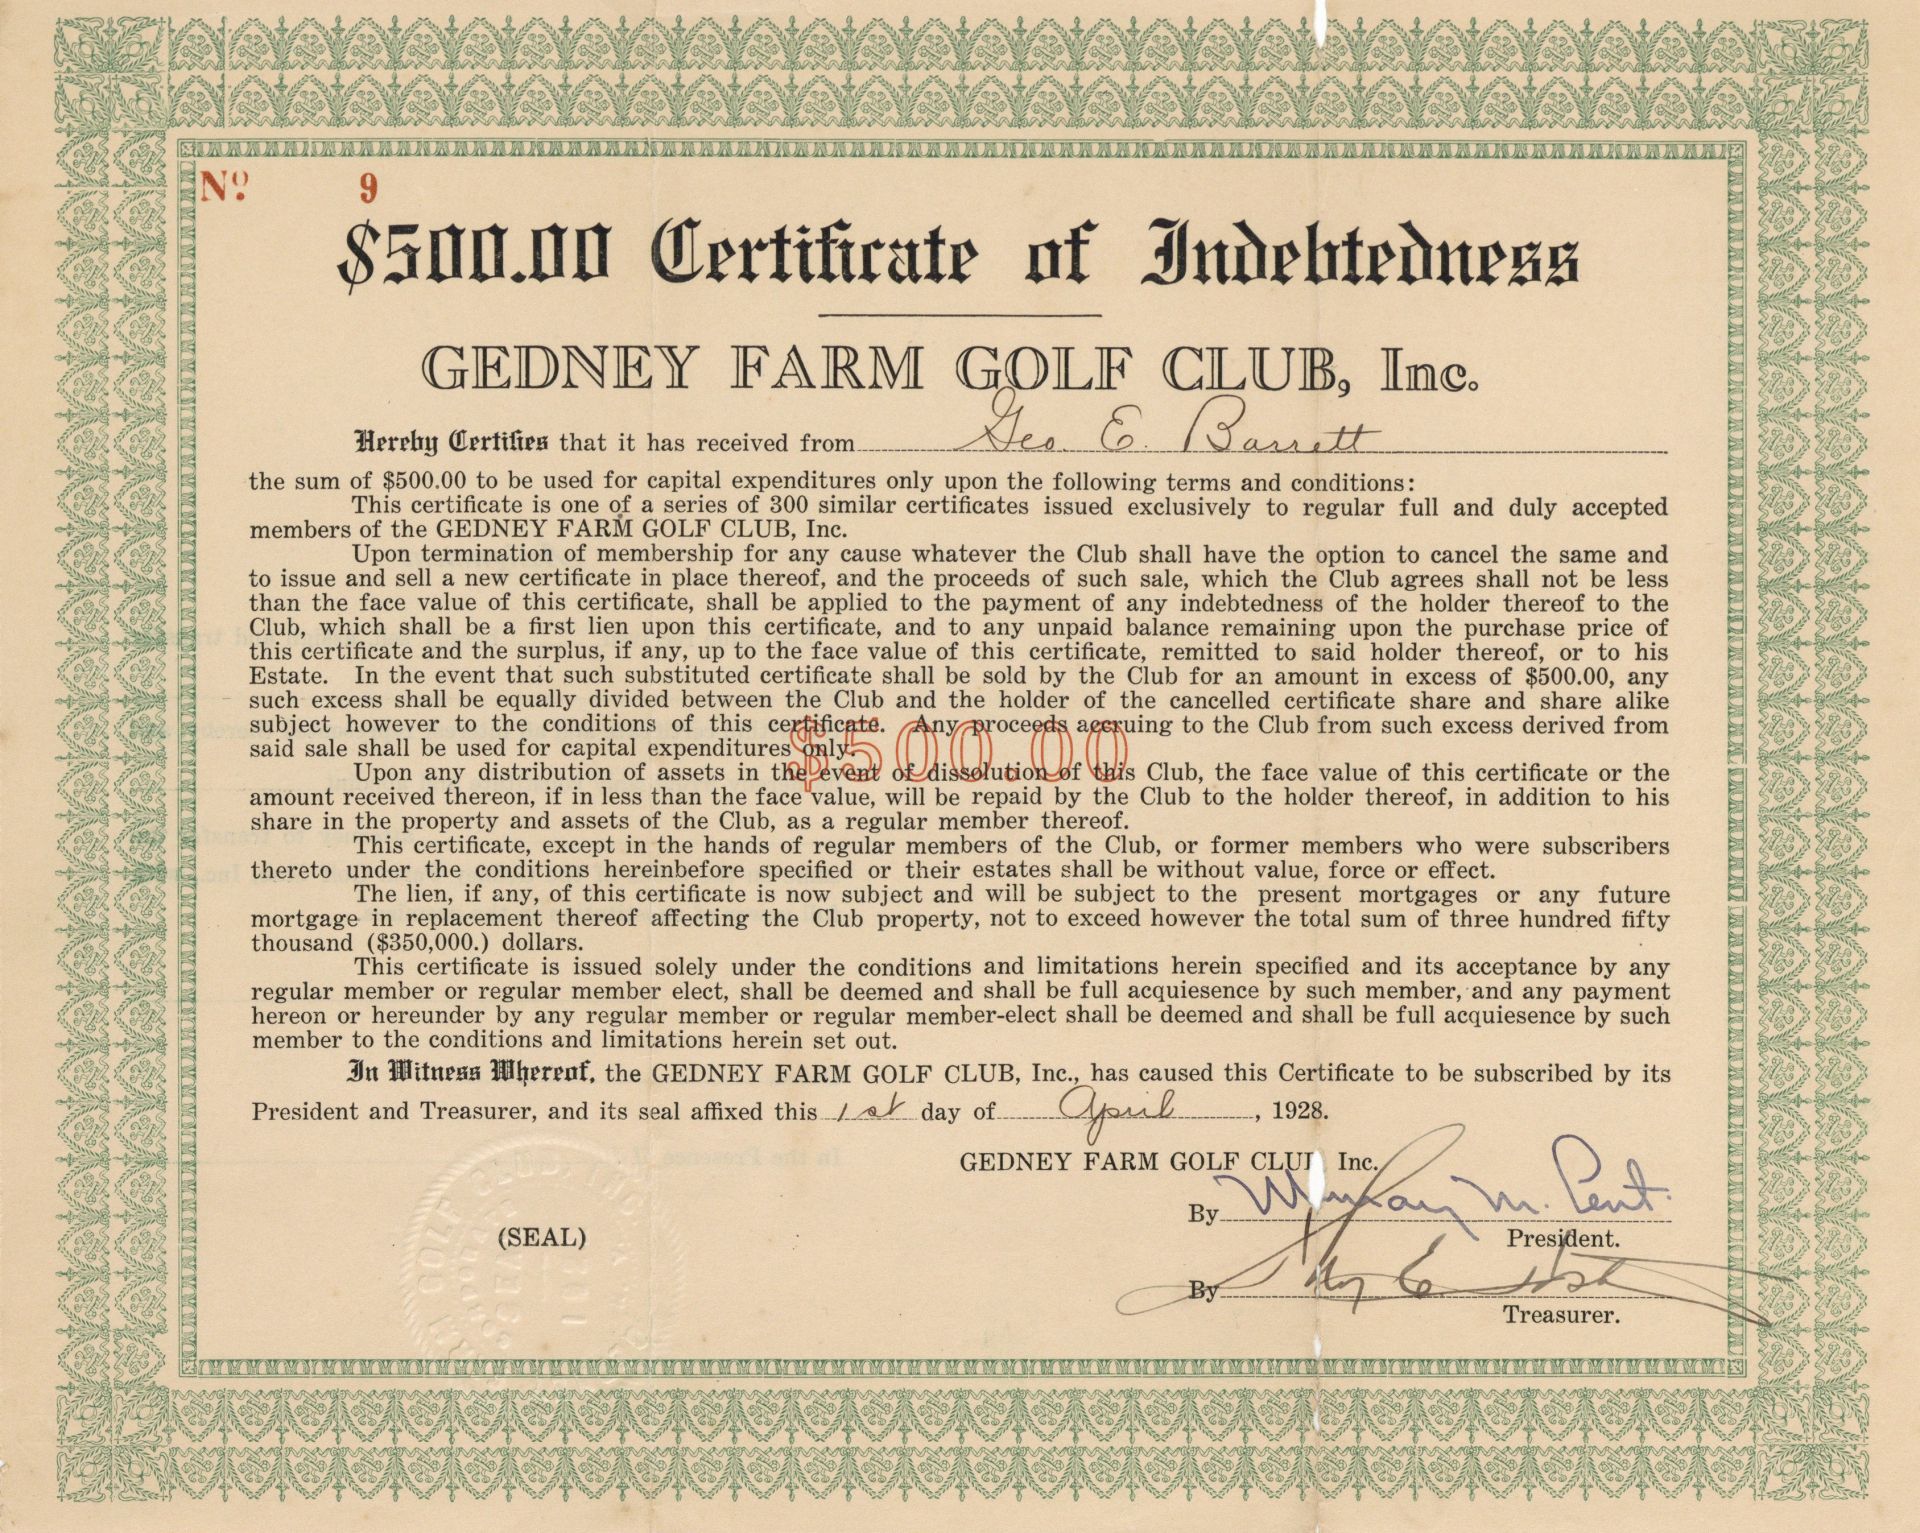 No. 9
$500.00 Certificate of Indebtedness
GEDNEY FARM GOLF CLUB, Inc.
Hereby Certifies that it has received from Geo. E. Barrett
the sum of $500.00 to be used for capital expenditures only upon the following terms and conditions:
This certificate is one of a series of 300 similar certificates issued exclusively to regular full and duly accepted
members of the GEDNEY FARM GOLF CLUB, Inc.
Upon termination of membership for any cause whatever the Club shall have the option to cancel the same and
to issue and sell a new certificate in place thereof, and the proceeds of such sale, which the Club agrees shall not be less
than the face value of this certificate, shall be applied to the payment of any indebtedness of the holder thereof to the
Club, which shall be a first lien upon this certificate, and to any unpaid balance remaining upon the purchase price of
this certificate and the surplus, if any, up to the face value of this certificate, remitted to said holder thereof, or to his
Estate. In the event that such substituted certificate shall be sold by the Club for an amount in excess of $500.00, any
such excess shall be equally divided between the Club and the holder of the cancelled certificate share and share alike
subject however to the conditions of this certificate. Any proceeds accruing to the Club from such excess derived from
said sale shall be used for capital expenditures only.
$500.00
Upon any distribution of assets in the event of dissolution of this Club, the face value of this certificate or the
amount received thereon, if in less than the face value, will be repaid by the Club to the holder thereof, in addition to his
share in the property and assets of the Club, as a regular member thereof.
This certificate, except in the hands of regular members of the Club, or former members who were subscribers
thereto under the conditions hereinbefore specified or their estates shall be without value, force or effect.
The lien, if any, of this certificate is now subject and will be subject to the present mortgages or any future
mortgage in replacement thereof affecting the Club property, not to exceed however the total sum of three hundred fifty
thousand ($350,000.) dollars.
This certificate is issued solely under the conditions and limitations herein specified and its acceptance by any
regular member or regular member elect, shall be deemed and shall be full acquiesence by such member, and any payment
hereon or hereunder by any regular member or regular member-elect shall be deemed and shall be full acquiesence by such
member to the conditions and limitations herein set out.
In Witness Whereof, the GEDNEY FARM GOLF CLUB, Inc., has caused this Certificate to be subscribed by its
President and Treasurer, and its seal affixed this 1st day of April, 1928.
GEDNEY FARM GOLF CLUB, Inc.
By M.
President.
(SEAL)
By
Treasurer.